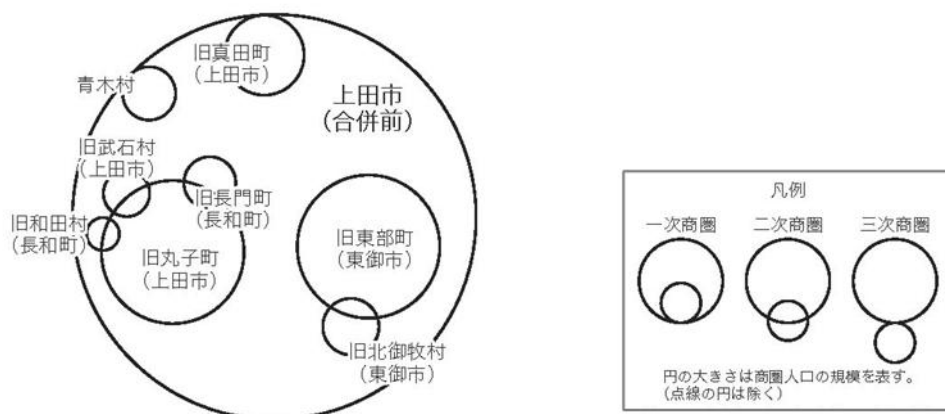 旧真田町
(上田市)
青木村
上田市
(合併前)
旧武石村
(上田市)
旧長門町
(長和町)
旧和田村
(長和町)
旧丸子町
(上田市)
旧東部町
(東御市)
旧北御牧村
(東御市)
凡例
一次商圏 二次商圏 三次商圏
円の大きさは商圏人口の規模を表す。
(点線の円は除く)